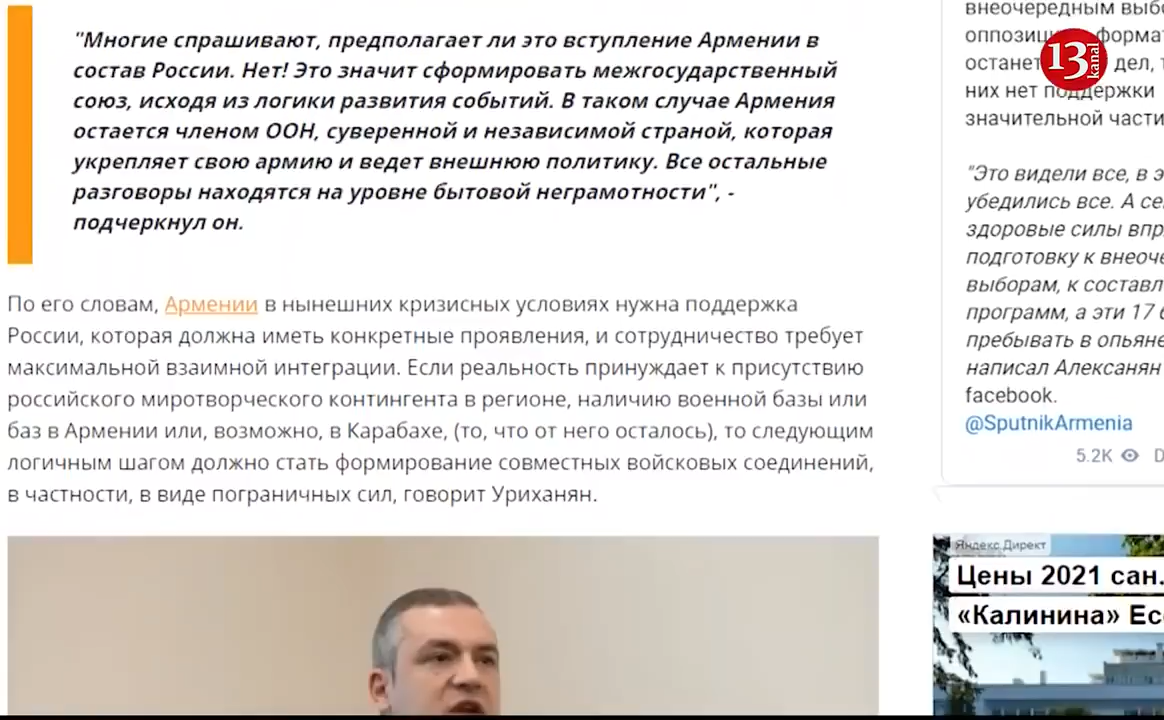 "Многие спрашивают, предполагает ли это вступление Армении в
состав России. Нет! Это значит сформировать межгосударственный
союз, исходя из логики развития событий. В таком случае Армения
остается членом ООН, суверенной и независимой страной, которая
укрепляет свою армию и ведет внешнюю политику. Все остальные
разговоры находятся на уровне бытовой неграмотности", -
подчеркнул он.
По его словам, Армении в нынешних кризисных условиях нужна поддержка
России, которая должна иметь конкретные проявления, и сотрудничество требует
максимальной взаимной интеграции. Если реальность принуждает к присутствию
российского миротворческого контингента в регионе, наличию военной базы или
баз в Армении или, возможно, в Карабахе, (то, что от него осталось), то следующим
логичным шагом должно стать формирование совместных войсковых соединений,
в частности, в виде пограничных сил, говорит Уриханян.
внеочередным
оппозиц
останет дел,
них нет поддержки
значительной части
"Это видели все, в э
убедились все. А се
здоровые силы впр
подготовку к внеоче
выборам, к составл
программ, а эти 17
пребывать в опьяне
написал Алексанян
facebook.
@SputnikArmenia
5.2K
13 kanal
Яндекс.Директ
Цены 2021 сан.
«Калинина» Ес